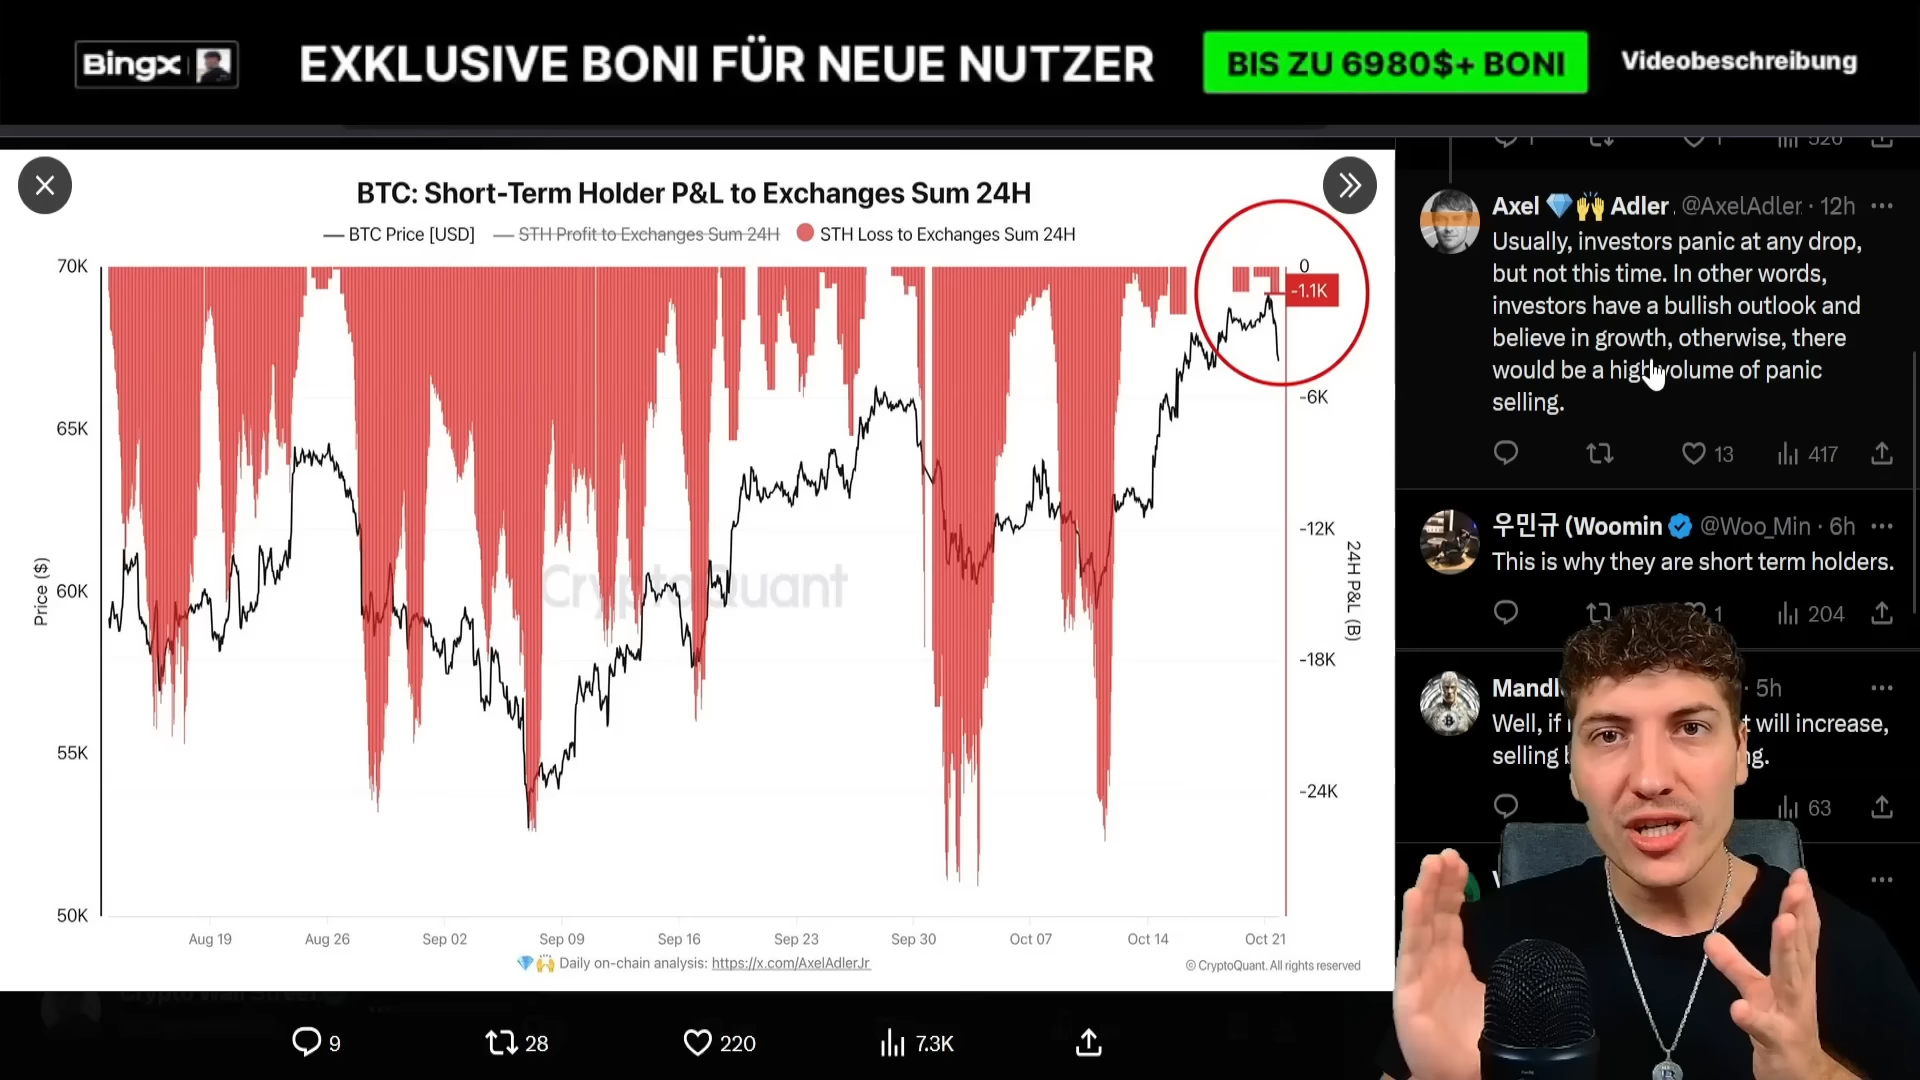 Bingx
EXKLUSIVE BONI FÜR NEUE NUTZER
BIS ZU 6980$+ BONI
Videobeschreibung
BTC: Short-Term Holder P&L to Exchanges Sum 24H
BTC Price [USD]
STH Profit to Exchanges Sum 24H
STH Loss to Exchanges Sum 24H
70K
65K
60K
55K
50K
Price ($)
0
-1.1K
-6K
-12K
-18K
-24K
24H P&L (B)
CryptoQuant
Aug 19
Aug 26
Sep 02
Sep 09
Sep 16
Sep 23
Sep 30
Oct 07
Oct 14
Oct 21
💎🙌 Daily on-chain analysis: https://x.com/AxelAdlerJr
© CryptoQuant. All rights reserved
9
28
220
7.3K
1
1
526
Axel 💎🙌 Adler @AxelAdler · 12h
Usually, investors panic at any drop,
but not this time. In other words,
investors have a bullish outlook and
believe in growth, otherwise, there
would be a high volume of panic
selling.
13
417
우민규 (Woomin @Woo_Min · 6h
This is why they are short term holders.
1
204
· 5h
Well, if
t will increase,
selling
63